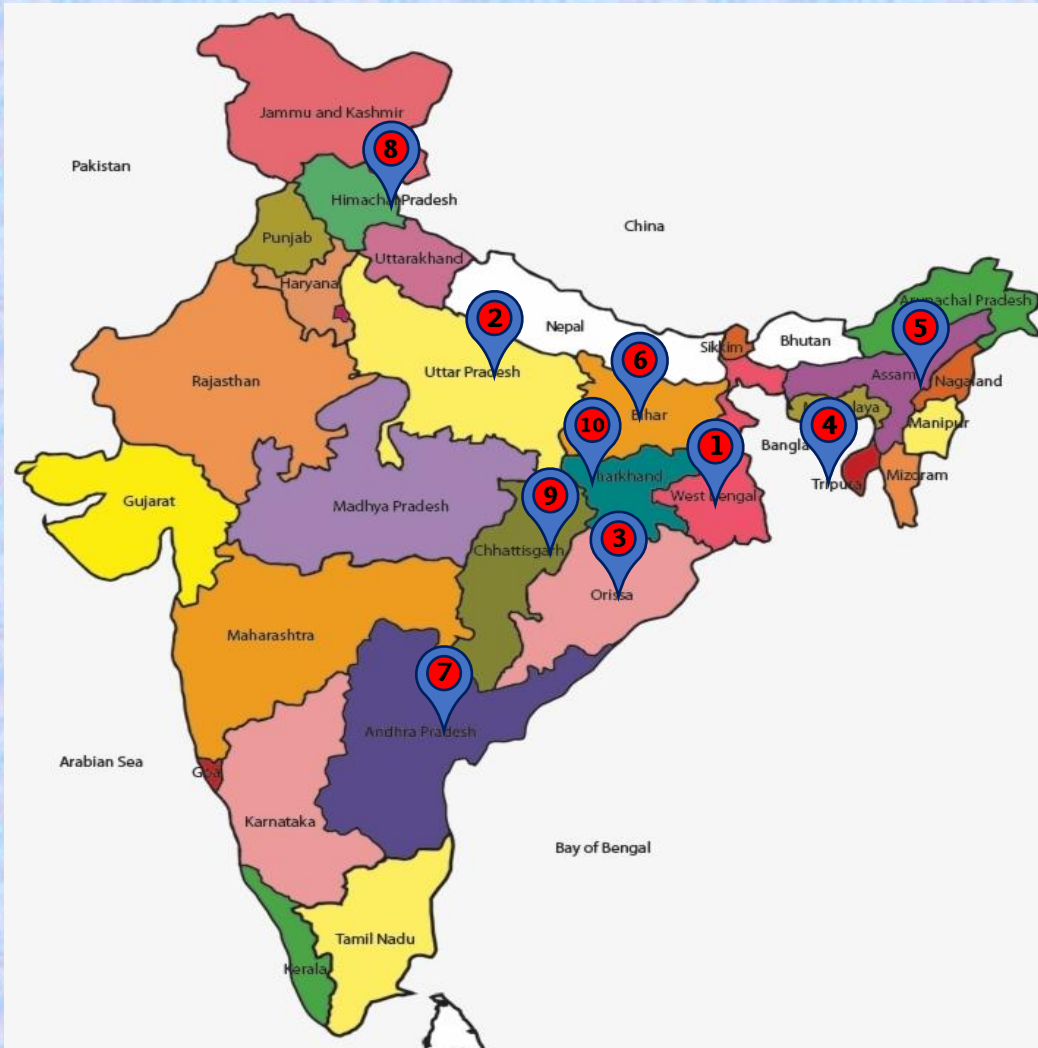 Jammu and Kashmir
8
Pakistan
Himachal Pradesh
China
Punjab
Uttarakhand
Haryana
Arunachal Pradesh
2
5
Nepal
Bhutan
Sikkim
6
Rajasthan
Uttar Pradesh
Assam
Nagaland
Bihar
4
Manipur
10
1
Bangla
Gujarat
Madhya Pradesh
9
Jharkhand
West Bengal
Tripura
Mizoram
3
Chhattisgarh
Orissa
Maharashtra
7
Andhra Pradesh
Arabian Sea
Goa
Karnataka
Bay of Bengal
Tamil Nadu
Kerala